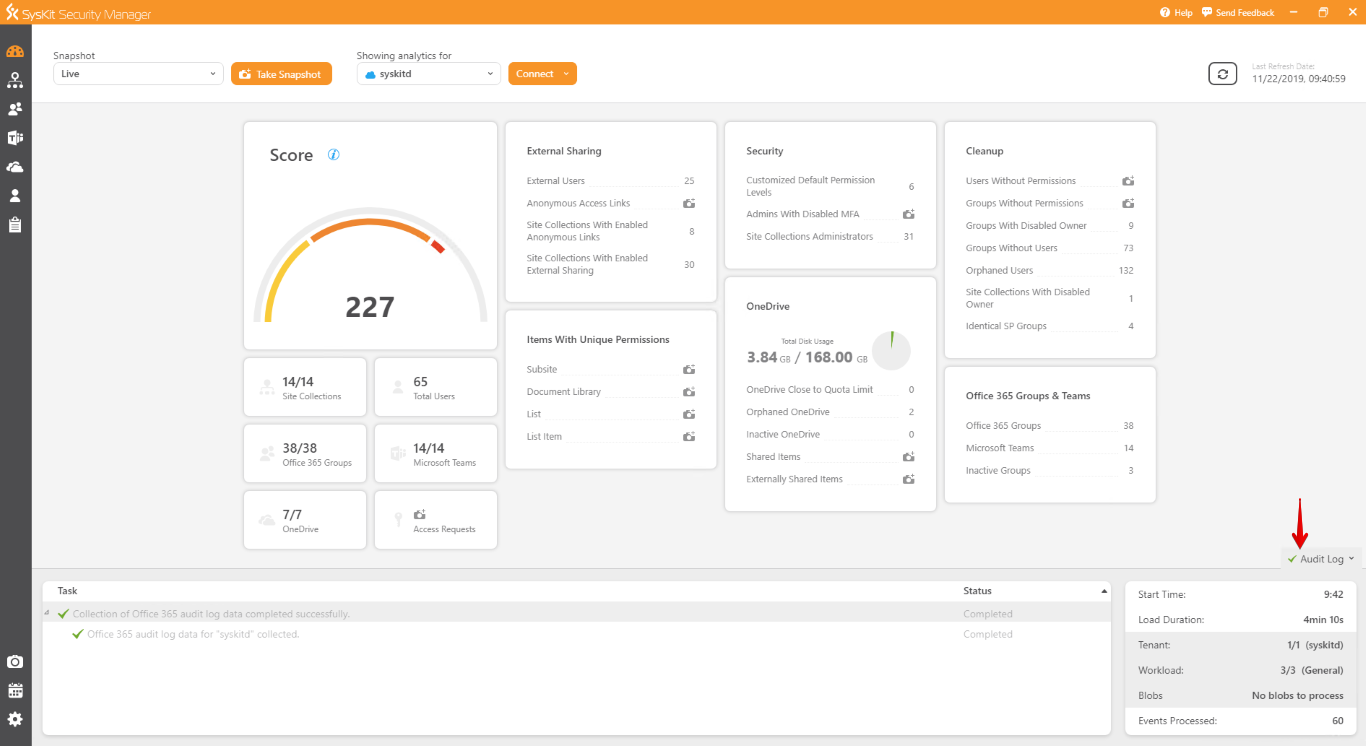 SysKit Security Manager
Help
Send Feedback
Snapshot
Live
Take Snapshot
Showing analytics for
syskitd
Connect
Last Refresh Date:
11/22/2019, 09:40:59
Score
227
14/14
Site Collections
65
Total Users
38/38
Office 365 Groups
14/14
Microsoft Teams
7/7
OneDrive
Access Requests
External Sharing
External Users 25
Anonymous Access Links
Site Collections With Enabled
Anonymous Links 8
Site Collections With Enabled
External Sharing 30
Items With Unique Permissions
Subsite
Document Library
List
List Item
Security
Customized Default Permission
Levels 6
Admins With Disabled MFA
Site Collections Administrators 31
OneDrive
Total Disk Usage
3.84 GB / 168.00 GB
OneDrive Close to Quota Limit 0
Orphaned OneDrive 2
Inactive OneDrive 0
Shared Items
Externally Shared Items
Cleanup
Users Without Permissions
Groups Without Permissions
Groups With Disabled Owner 9
Groups Without Users 73
Orphaned Users 132
Site Collections With Disabled
Owner 1
Identical SP Groups 4
Office 365 Groups & Teams
Office 365 Groups 38
Microsoft Teams 14
Inactive Groups 3
Audit Log
Task Status
Collection of Office 365 audit log data completed successfully. Completed
Office 365 audit log data for "syskitd" collected. Completed
Start Time: 9:42
Load Duration: 4min 10s
Tenant: 1/1 (syskitd)
Workload: 3/3 (General)
Blobs No blobs to process
Events Processed: 60